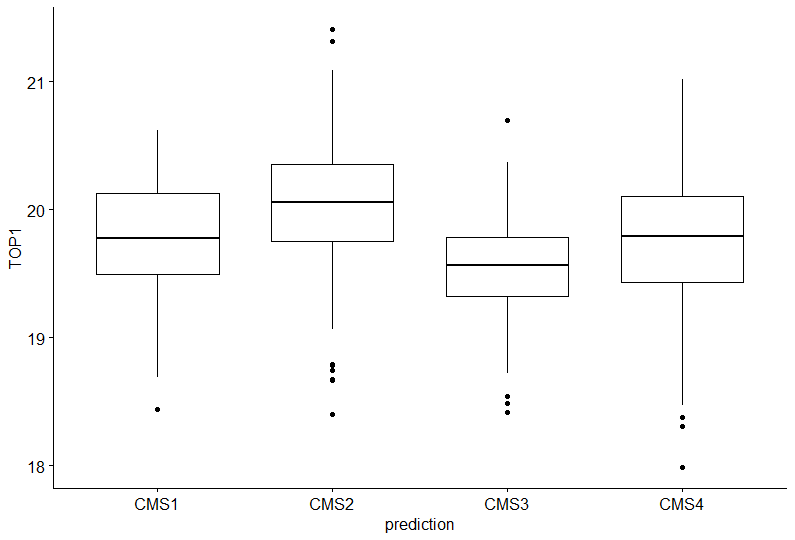 TOP1
21
20
19
18
CMS1 CMS2 CMS3 CMS4
prediction